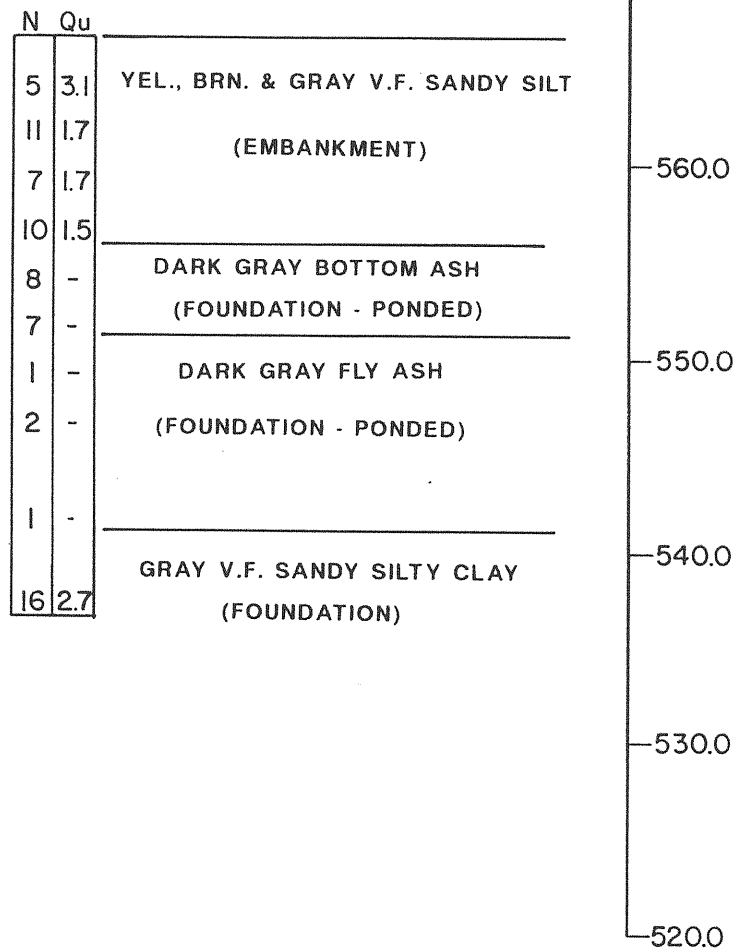 N Qu
5 3.1 YEL., BRN. & GRAY V.F. SANDY SILT
11 1.7
(EMBANKMENT)
560.0
7 1.7
10 1.5
8 - DARK GRAY BOTTOM ASH
(FOUNDATION - PONDED)
7 -
550.0
1 - DARK GRAY FLY ASH
2 - (FOUNDATION - PONDED)
1 -
540.0
GRAY V.F. SANDY SILTY CLAY
16 2.7 (FOUNDATION)
530.0
520.0